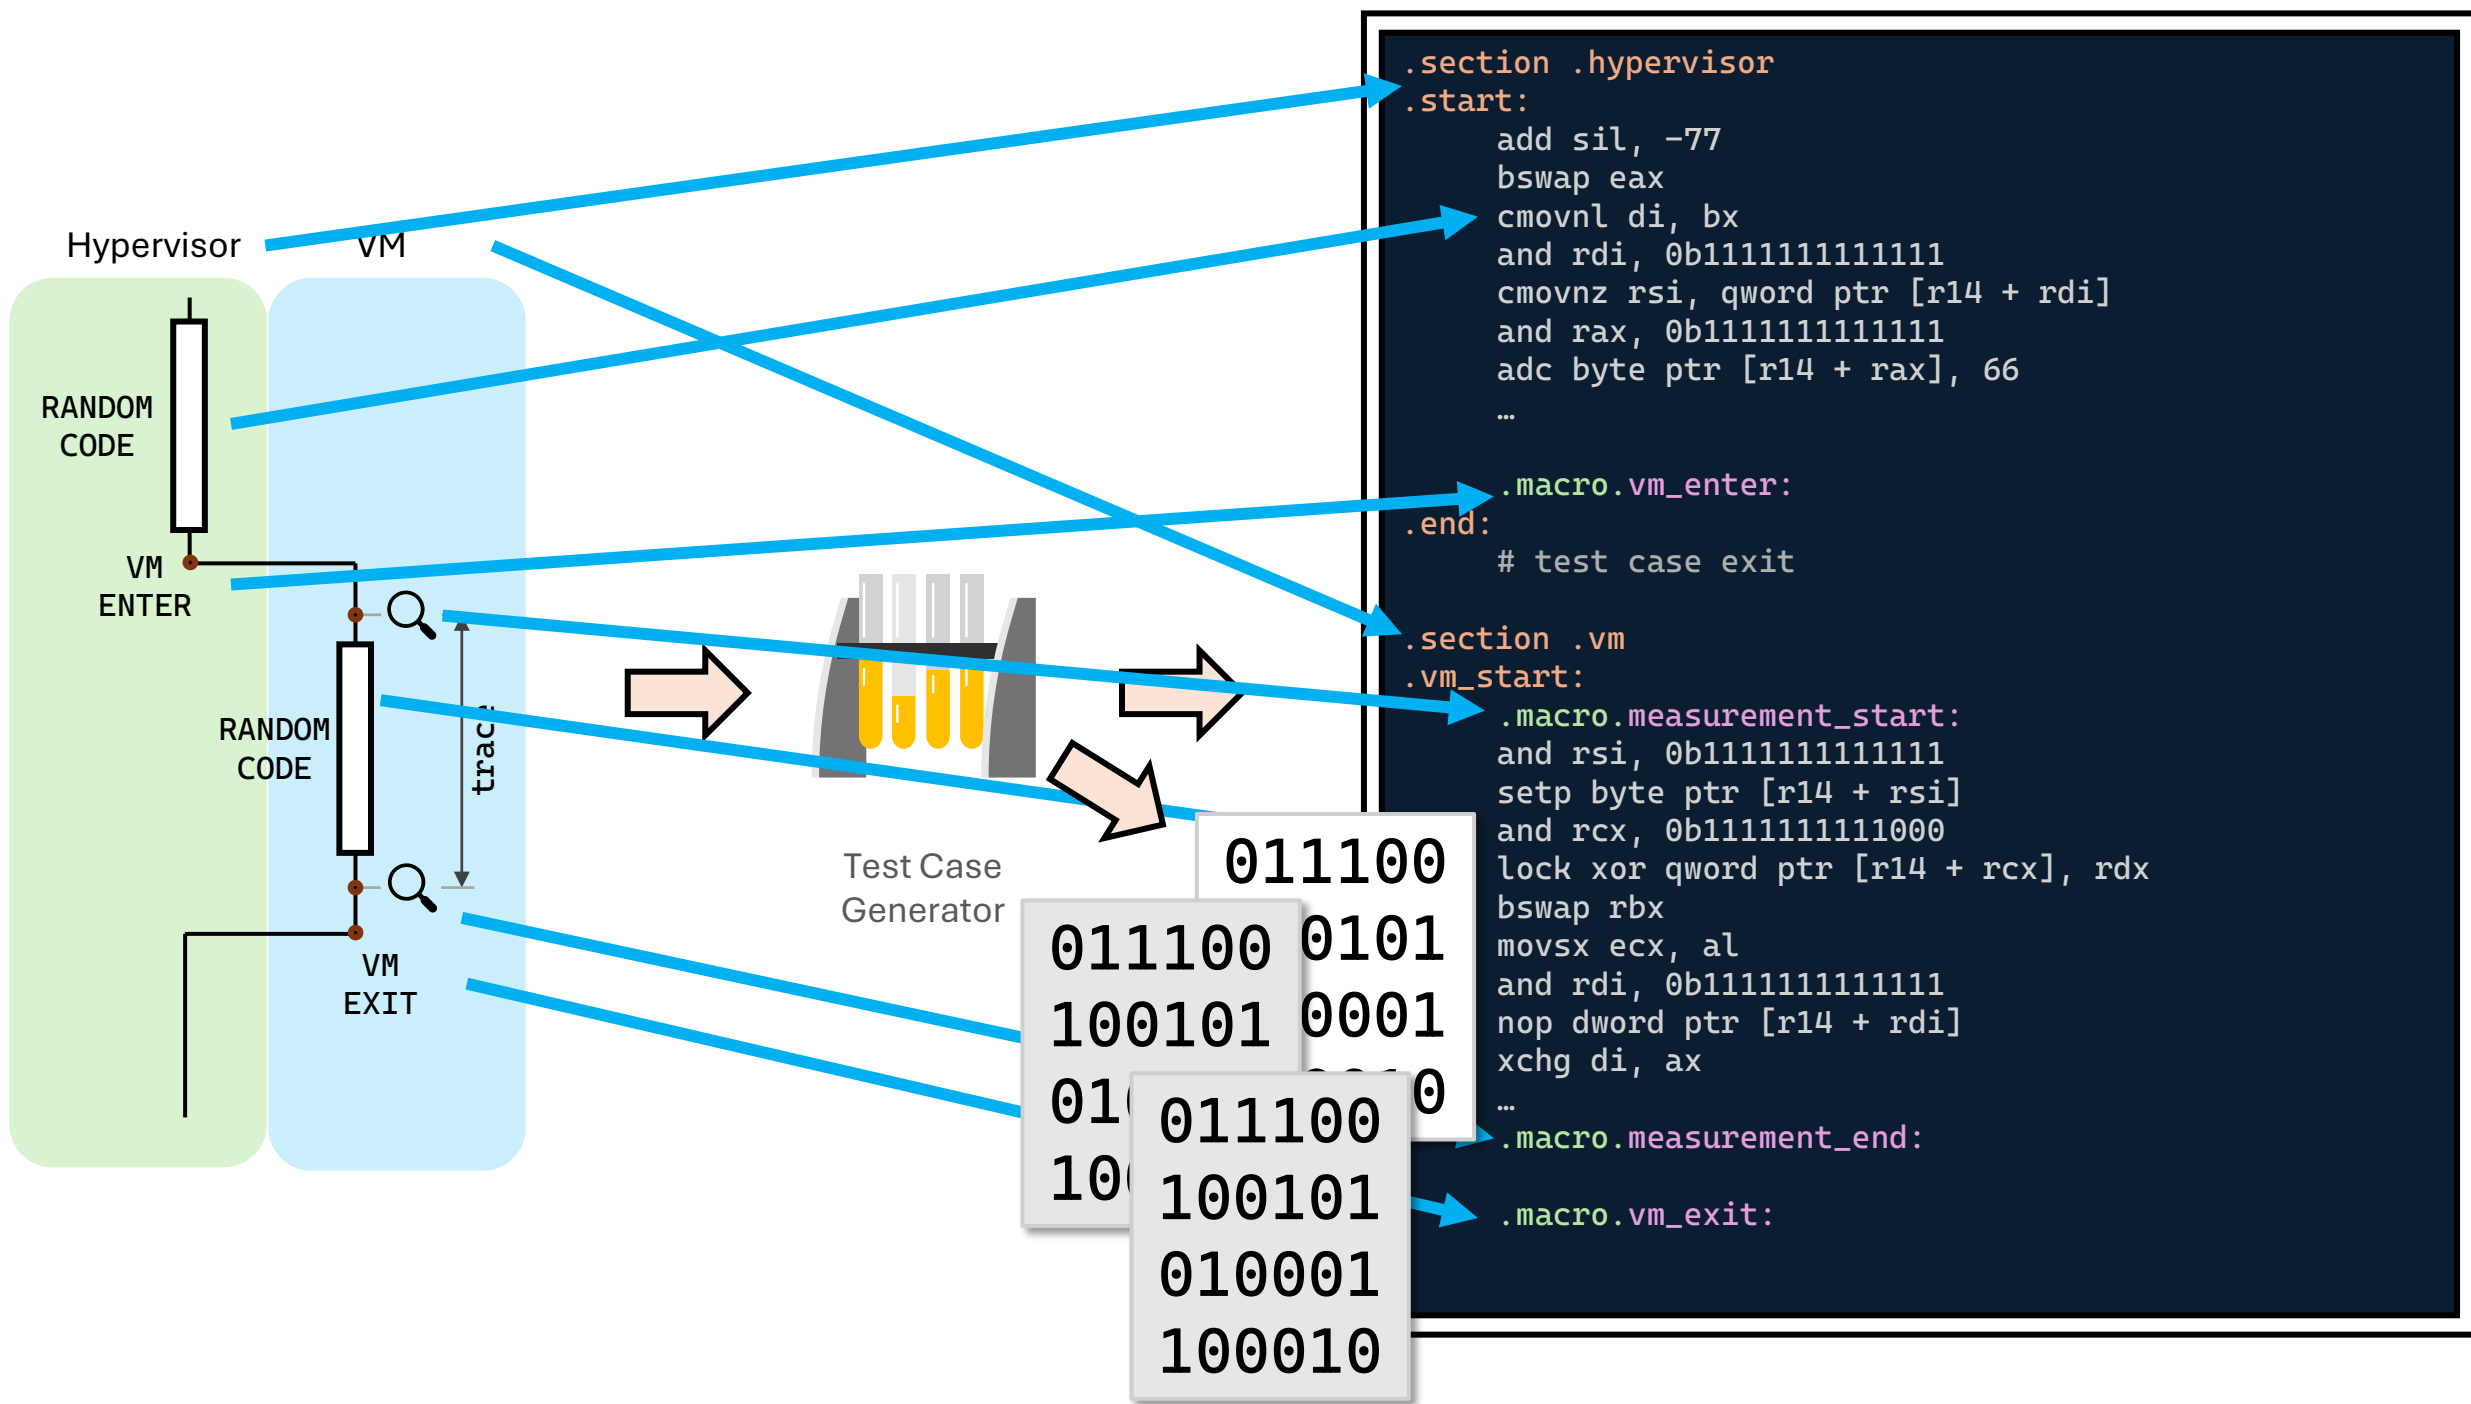 Hypervisor
VM
RANDOM
CODE
VM
ENTER
RANDOM
CODE
trace
VM
EXIT
Test Case
Generator
011100
0101
0001
0
011100
100101
01
100
011100
100101
010001
100010
.section .hypervisor
.start:
add sil, -77
bswap eax
cmovnl di, bx
and rdi, 0b1111111111111
cmovnz rsi, qword ptr [r14 + rdi]
and rax, 0b1111111111111
adc byte ptr [r14 + rax], 66
…
.macro.vm_enter:
.end:
# test case exit
.section .vm
.vm_start:
.macro.measurement_start:
and rsi, 0b1111111111111
setp byte ptr [r14 + rsi]
and rcx, 0b1111111111000
lock xor qword ptr [r14 + rcx], rdx
bswap rbx
movsx ecx, al
and rdi, 0b1111111111111
nop dword ptr [r14 + rdi]
xchg di, ax
…
.macro.measurement_end:
.macro.vm_exit: